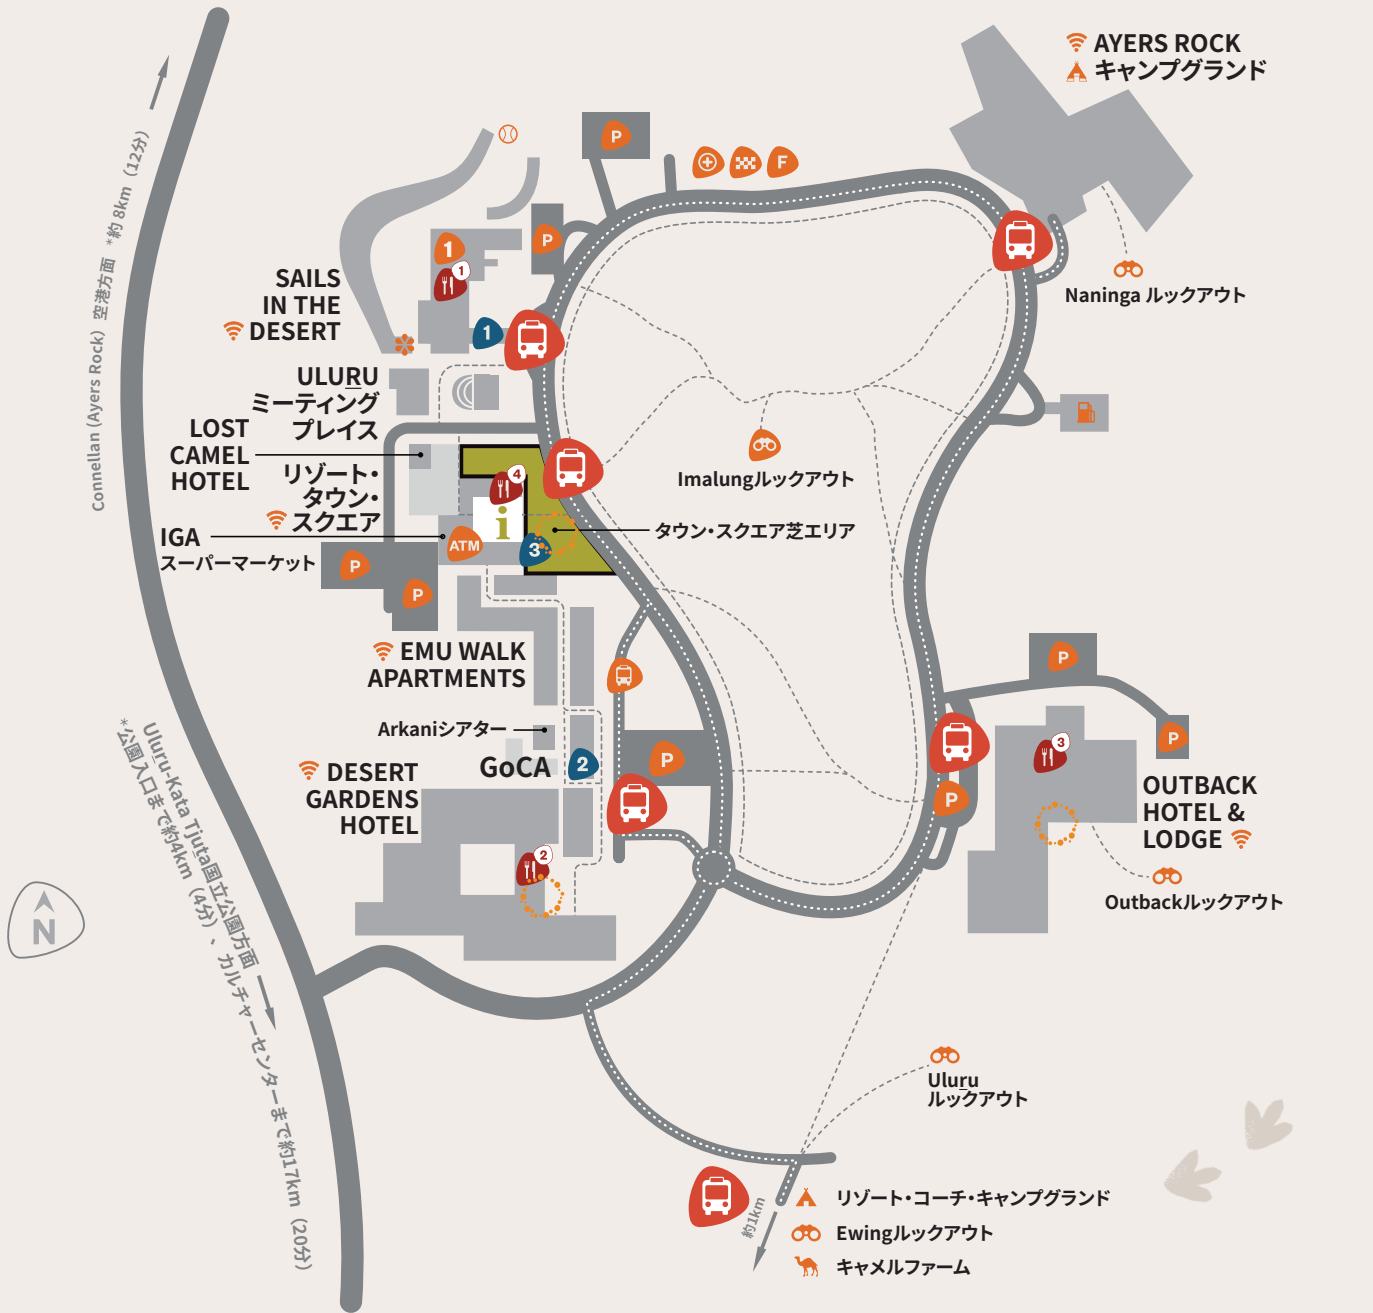 AYERS ROCK
キャンプグランド
P
F
P
1
1
SAILS
IN THE
DESERT
1
Naninga ルックアウト
ULURU
ミーティング
プレイス
LOST
CAMEL
HOTEL
リゾート・
タウン・
スクエア
4
i
Imalungルックアウト
IGA
スーパーマーケット
ATM
3
タウン・スクエア芝エリア
P
P
EMU WALK
APARTMENTS
P
Arkaniシアター
GoCA
2
P
3
P
P
DESERT
GARDENS
HOTEL
OUTBACK
HOTEL &
LODGE
2
Outbackルックアウト
N
Connellan (Ayers Rock) 空港方面 *約 8km（12分）
Uluru-Kata Tjuta国立公園方面
*公園入口まで約4km（4分）、カルチャーセンターまで約17km（20分）
Uluru
ルックアウト
約1km
リゾート・コーチ・キャンプグランド
Ewingルックアウト
キャメルファーム